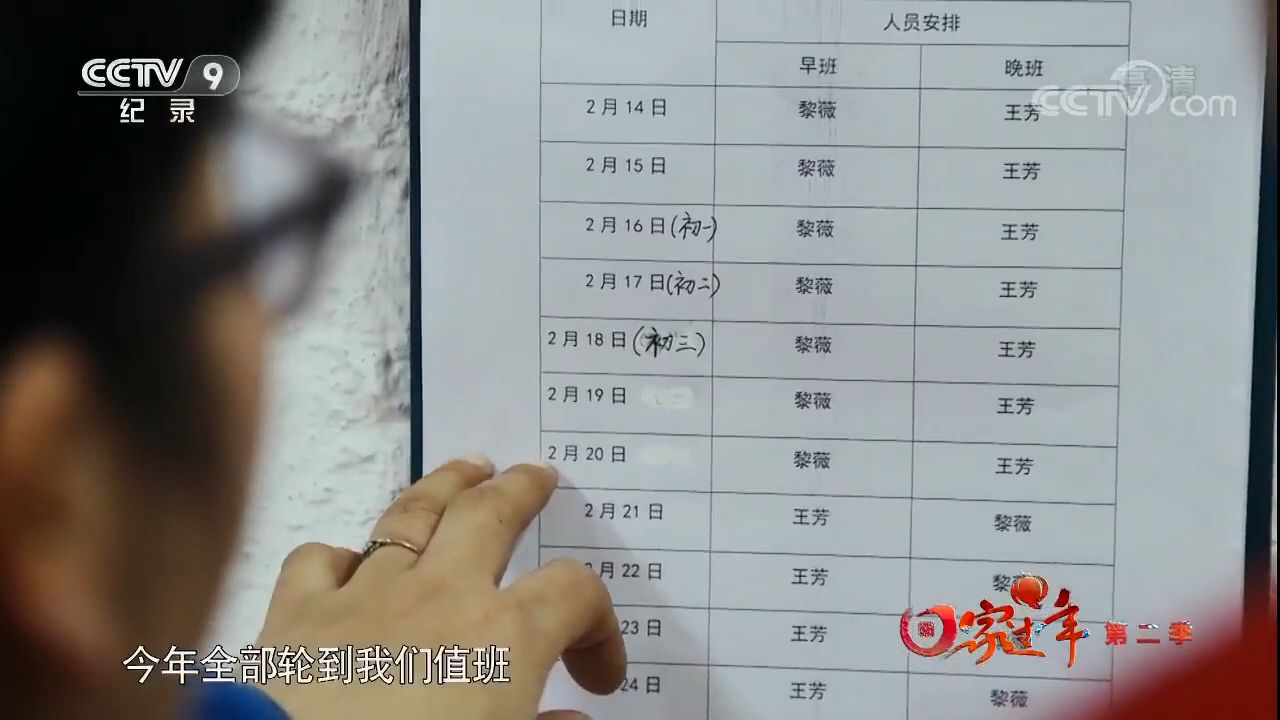 CCTV 9
纪 录
高清
CCTV.com
日期 人员安排
早班 晚班
2月14日 黎薇 王芳
2月15日 黎薇 王芳
2月16日(初一) 黎薇 王芳
2月17日(初二) 黎薇 王芳
2月18日(初三) 黎薇 王芳
2月19日 黎薇 王芳
2月20日 黎薇 王芳
2月21日 王芳 黎薇
2月22日 王芳 黎
23日 王芳
24日 王芳 黎薇
回家过年 第二季
今年全部轮到我们值班